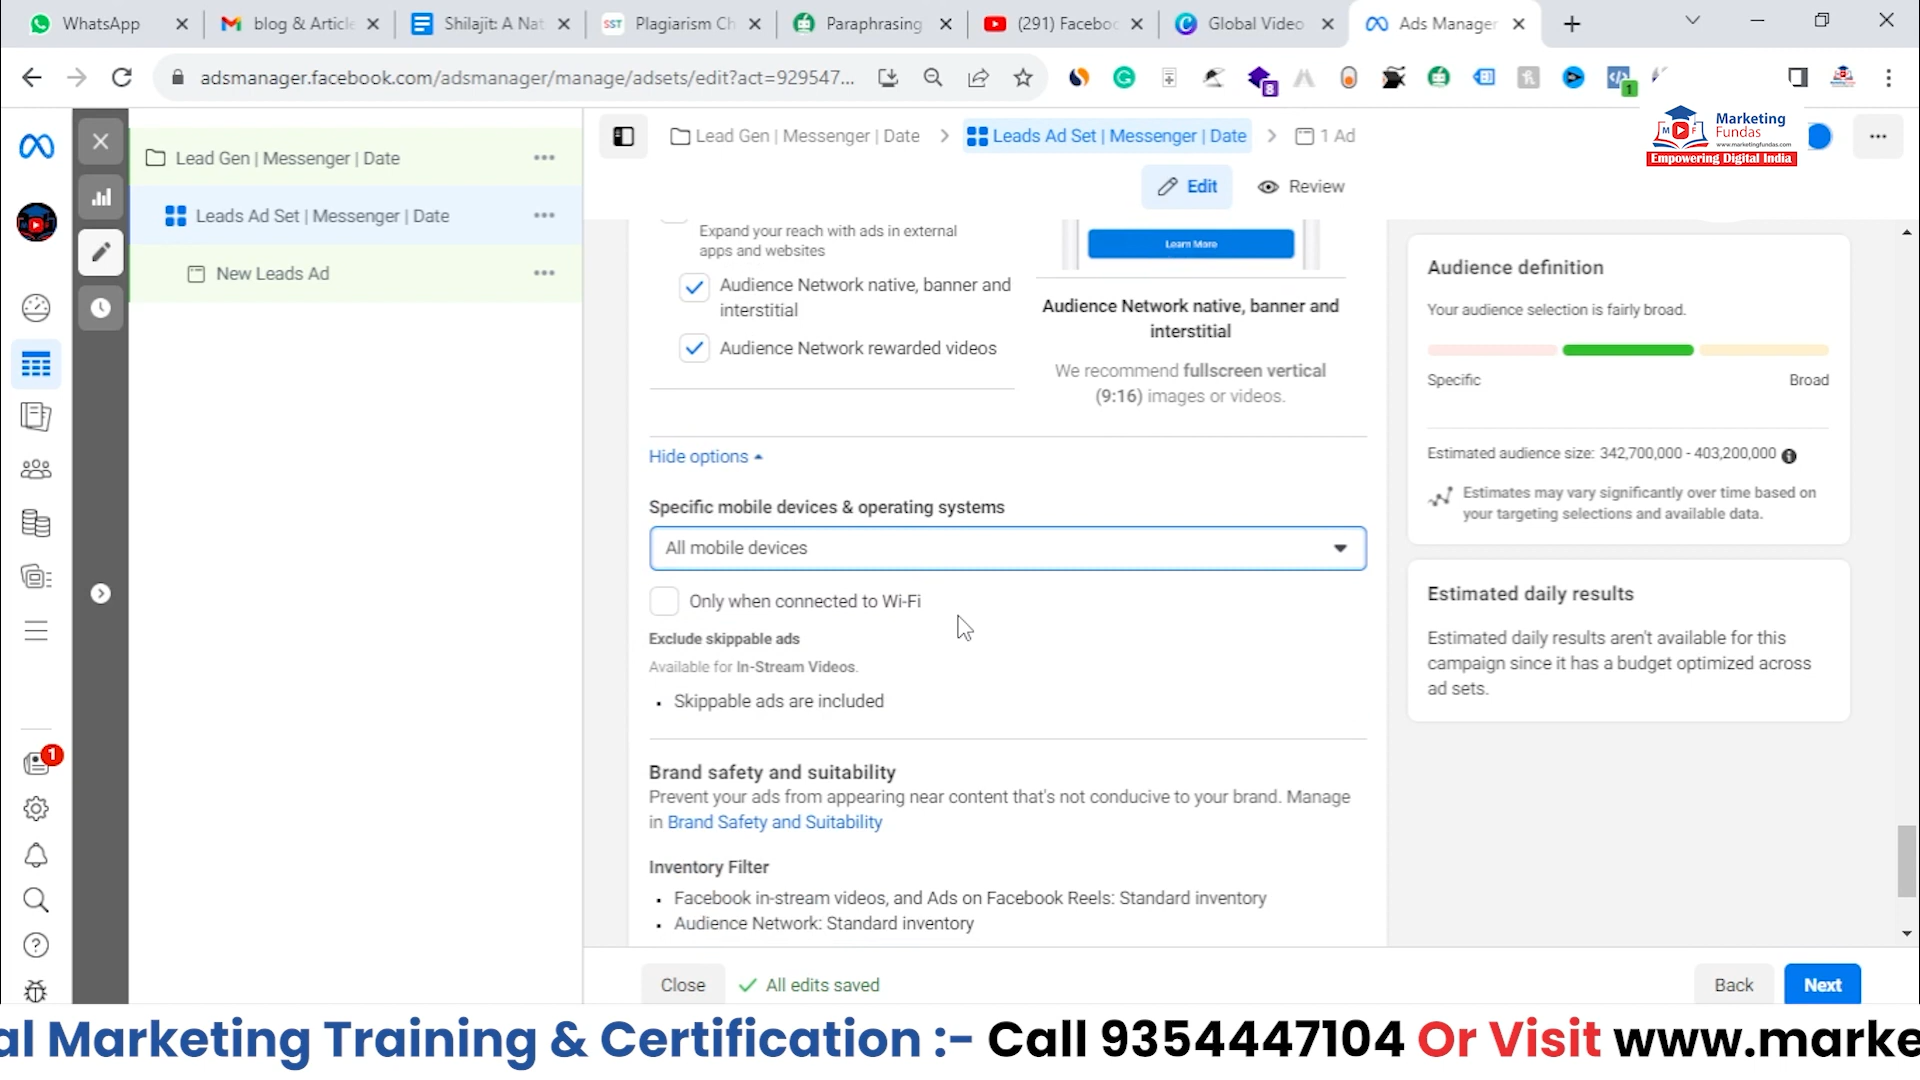 WhatsApp
blog & Article
Shilajit: A Nat
SST
Plagiarism Ch
Paraphrasing
(291) Faceboo
Global Video
Ads Manager
adsmanager.facebook.com/adsmanager/manage/adsets/edit?act=929547...
8
1
M F
Marketing
Fundas
www.marketingfundas.com
Empowering Digital India
Lead Gen | Messenger | Date
Leads Ad Set | Messenger | Date
New Leads Ad
Lead Gen | Messenger | Date
Leads Ad Set | Messenger | Date
1 Ad
Edit
Review
Expand your reach with ads in external
apps and websites
Audience Network native, banner and
interstitial
Audience Network rewarded videos
Learn More
Audience Network native, banner and
interstitial
We recommend fullscreen vertical
(9:16) images or videos.
Hide options
Specific mobile devices & operating systems
All mobile devices
Only when connected to Wi-Fi
Exclude skippable ads
Available for In-Stream Videos.
• Skippable ads are included
Brand safety and suitability
Prevent your ads from appearing near content that's not conducive to your brand. Manage
in Brand Safety and Suitability
Inventory Filter
• Facebook in-stream videos, and Ads on Facebook Reels: Standard inventory
• Audience Network: Standard inventory
Audience definition
Your audience selection is fairly broad.
Specific
Broad
Estimated audience size: 342,700,000 - 403,200,000
Estimates may vary significantly over time based on
your targeting selections and available data.
Estimated daily results
Estimated daily results aren't available for this
campaign since it has a budget optimized across
ad sets.
1
Close
All edits saved
Back
Next
al Marketing Training & Certification :- Call 9354447104 Or Visit www.marke